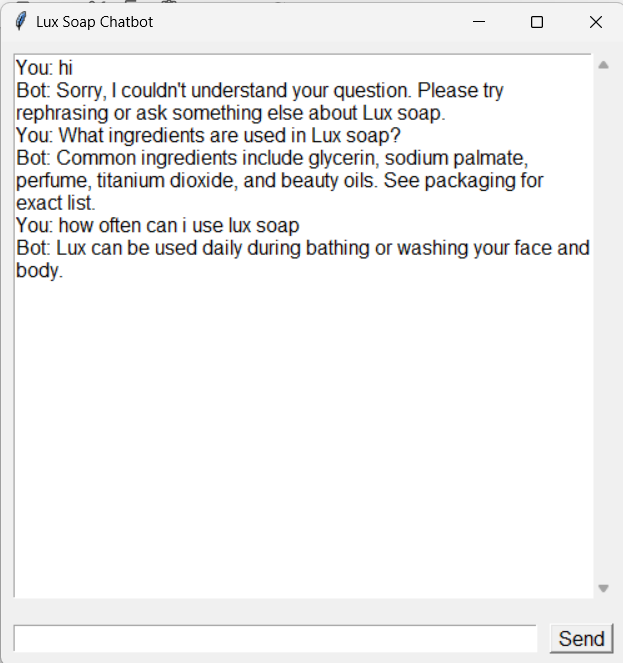 Lux Soap Chatbot
You: hi
Bot: Sorry, I couldn't understand your question. Please try
rephrasing or ask something else about Lux soap.
You: What ingredients are used in Lux soap?
Bot: Common ingredients include glycerin, sodium palmate,
perfume, titanium dioxide, and beauty oils. See packaging for
exact list.
You: how often can i use lux soap
Bot: Lux can be used daily during bathing or washing your face and
body.
Send